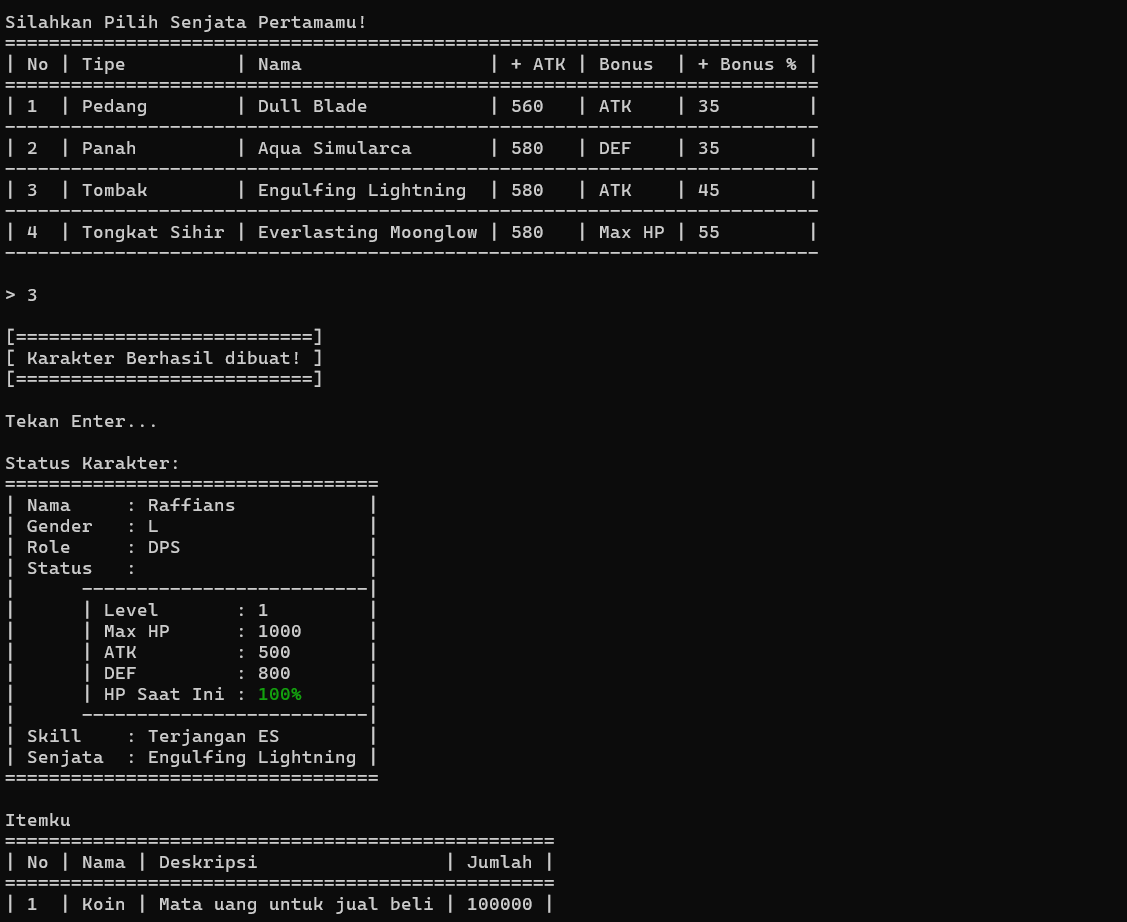 Silahkan Pilih Senjata Pertamamu!
==========================================================================
| No | Tipe           | Nama                 | + ATK | Bonus  | + Bonus % |
==========================================================================
| 1  | Pedang         | Dull Blade           | 560   | ATK    | 35        |
--------------------------------------------------------------------------
| 2  | Panah          | Aqua Simularca       | 580   | DEF    | 35        |
--------------------------------------------------------------------------
| 3  | Tombak         | Engulfing Lightning  | 580   | ATK    | 45        |
--------------------------------------------------------------------------
| 4  | Tongkat Sihir | Everlasting Moonglow | 580   | Max HP | 55        |
--------------------------------------------------------------------------
> 3
[===========================]
[ Karakter Berhasil dibuat! ]
[===========================]
Tekan Enter...
Status Karakter:
==================================
| Nama     : Raffians            |
| Gender   : L                   |
| Role     : DPS                 |
| Status   :                     |
|      --------------------------|
|      | Level       : 1         |
|      | Max HP      : 1000      |
|      | ATK         : 500       |
|      | DEF         : 800       |
|      | HP Saat Ini : 100%      |
|      --------------------------|
| Skill    : Terjangan ES        |
| Senjata  : Engulfing Lightning |
==================================
Itemku
==================================================
| No | Nama | Deskripsi                 | Jumlah |
==================================================
| 1  | Koin | Mata uang untuk jual beli | 100000 |